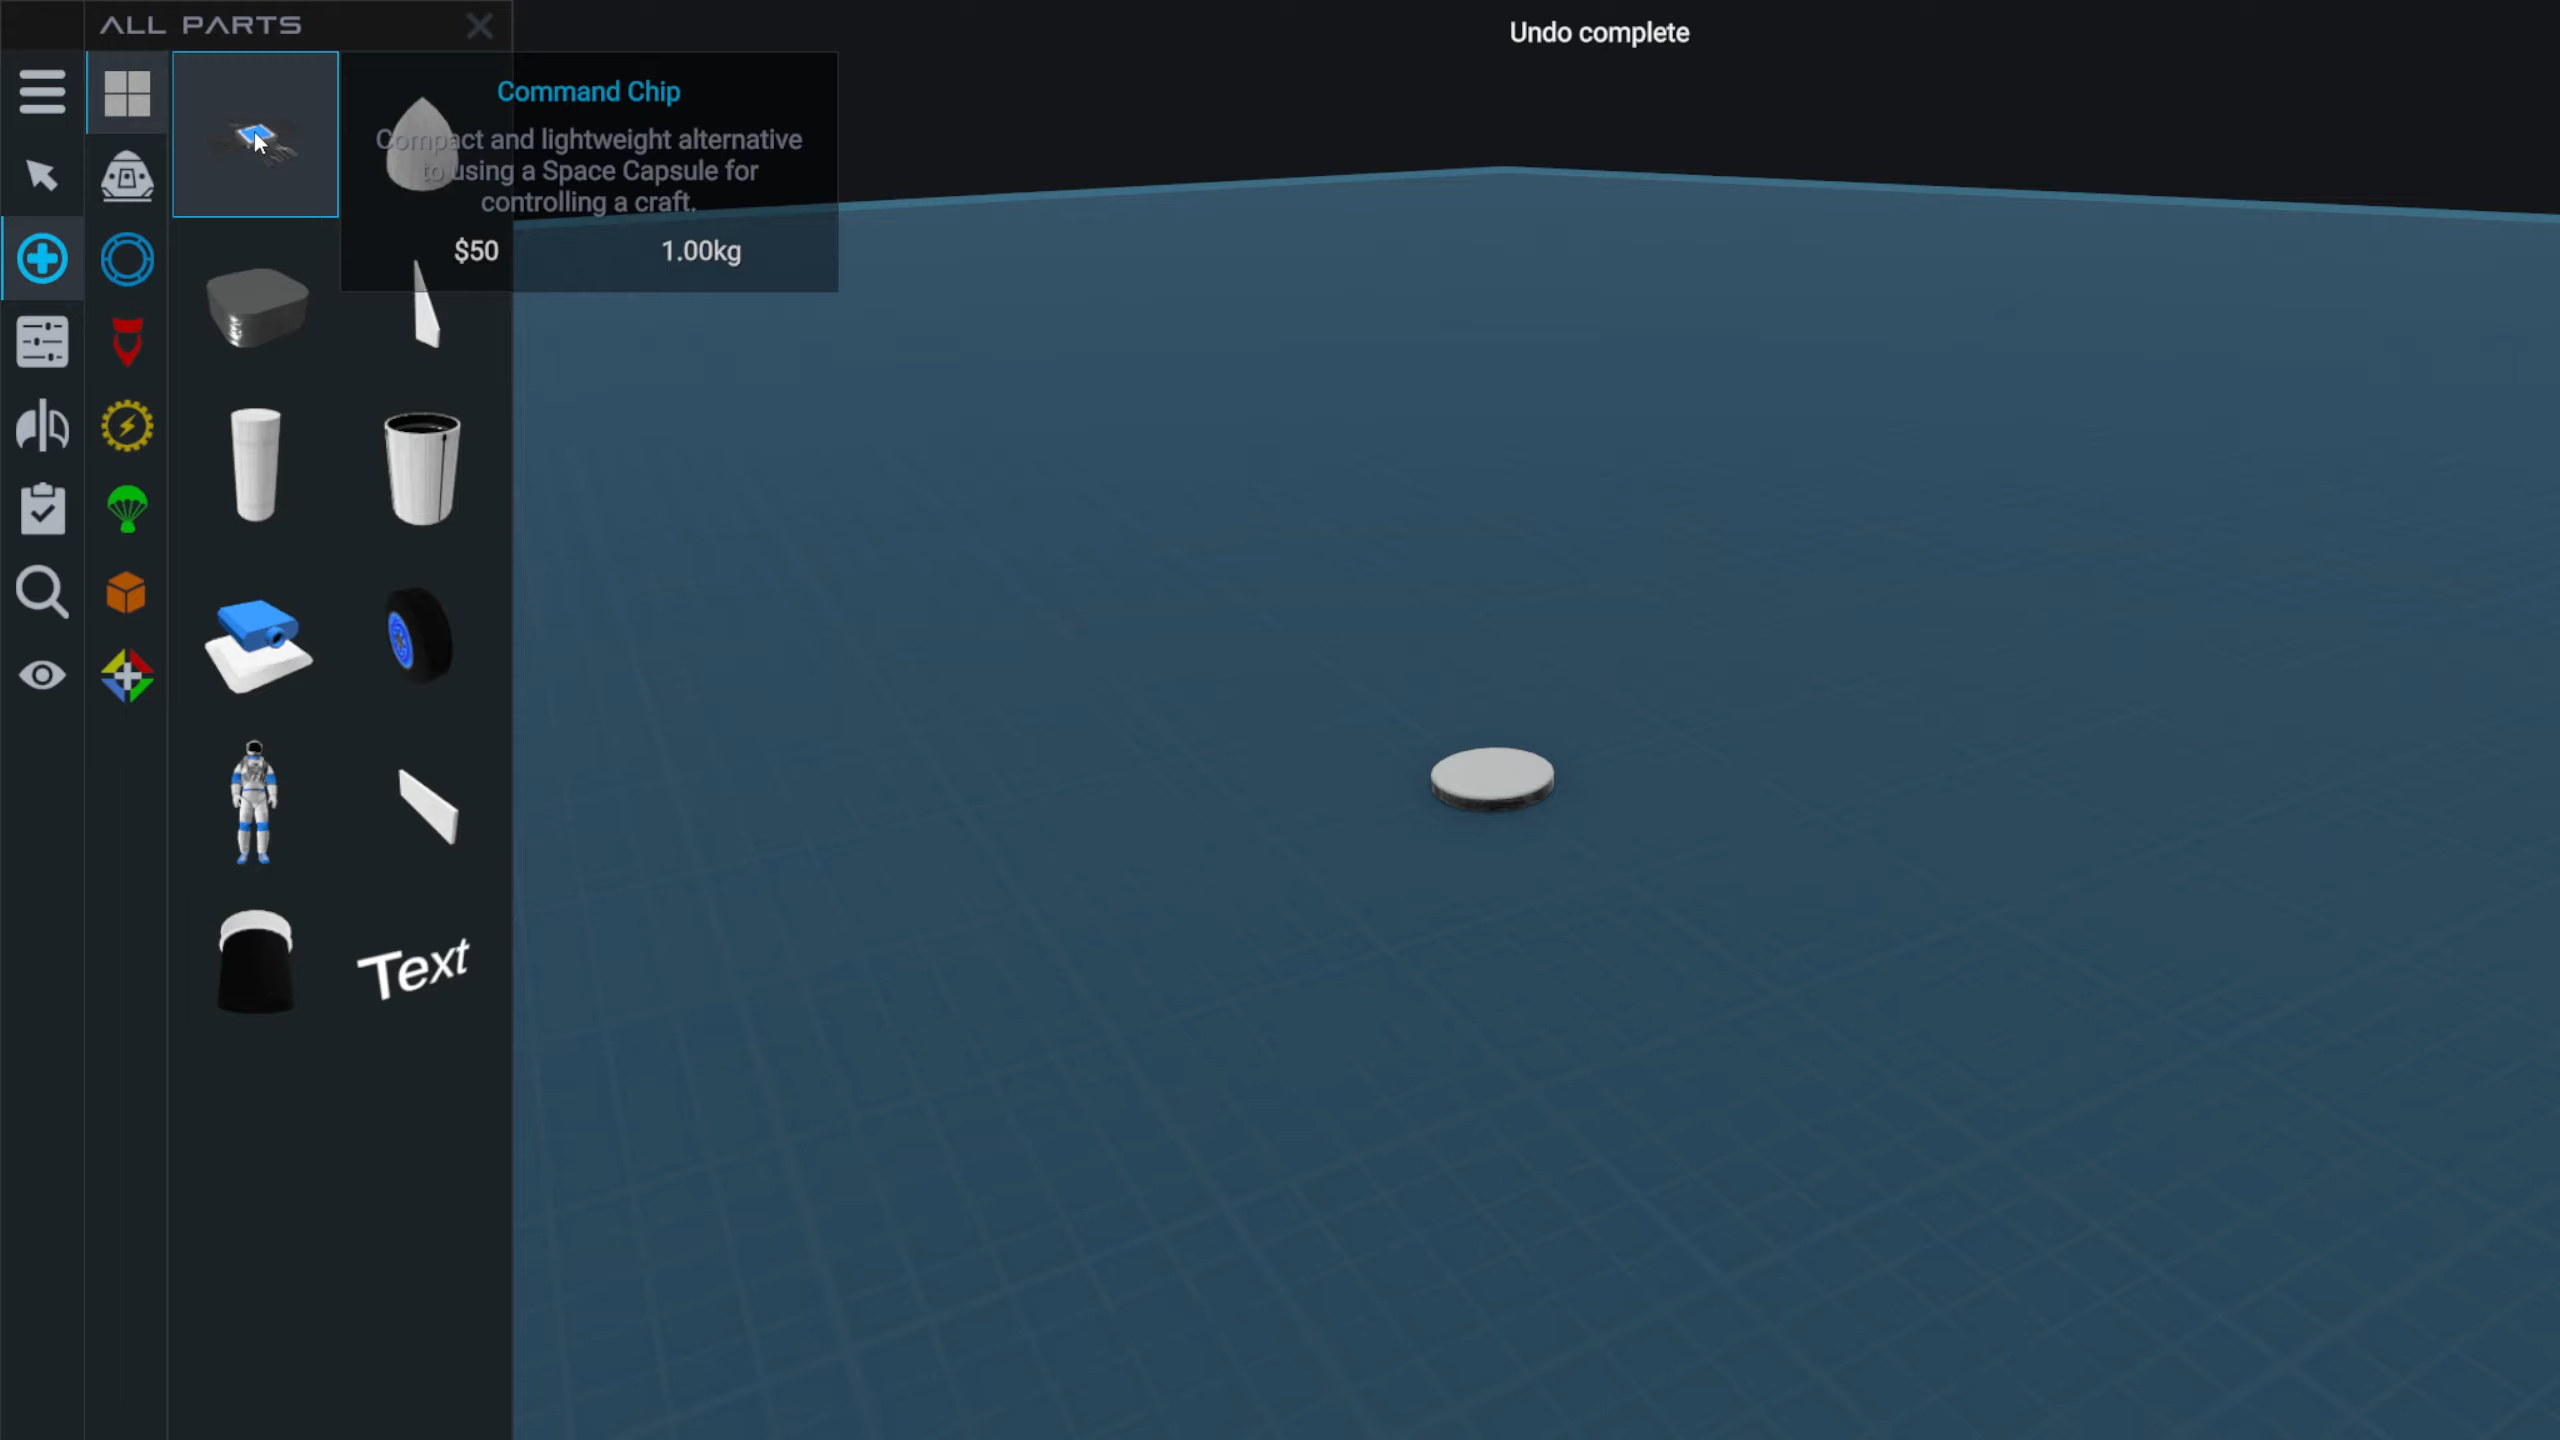 ALL PARTS
Undo complete
Command Chip
Compact and lightweight alternative
to using a Space Capsule for
controlling a craft.
$50 1.00kg
Text